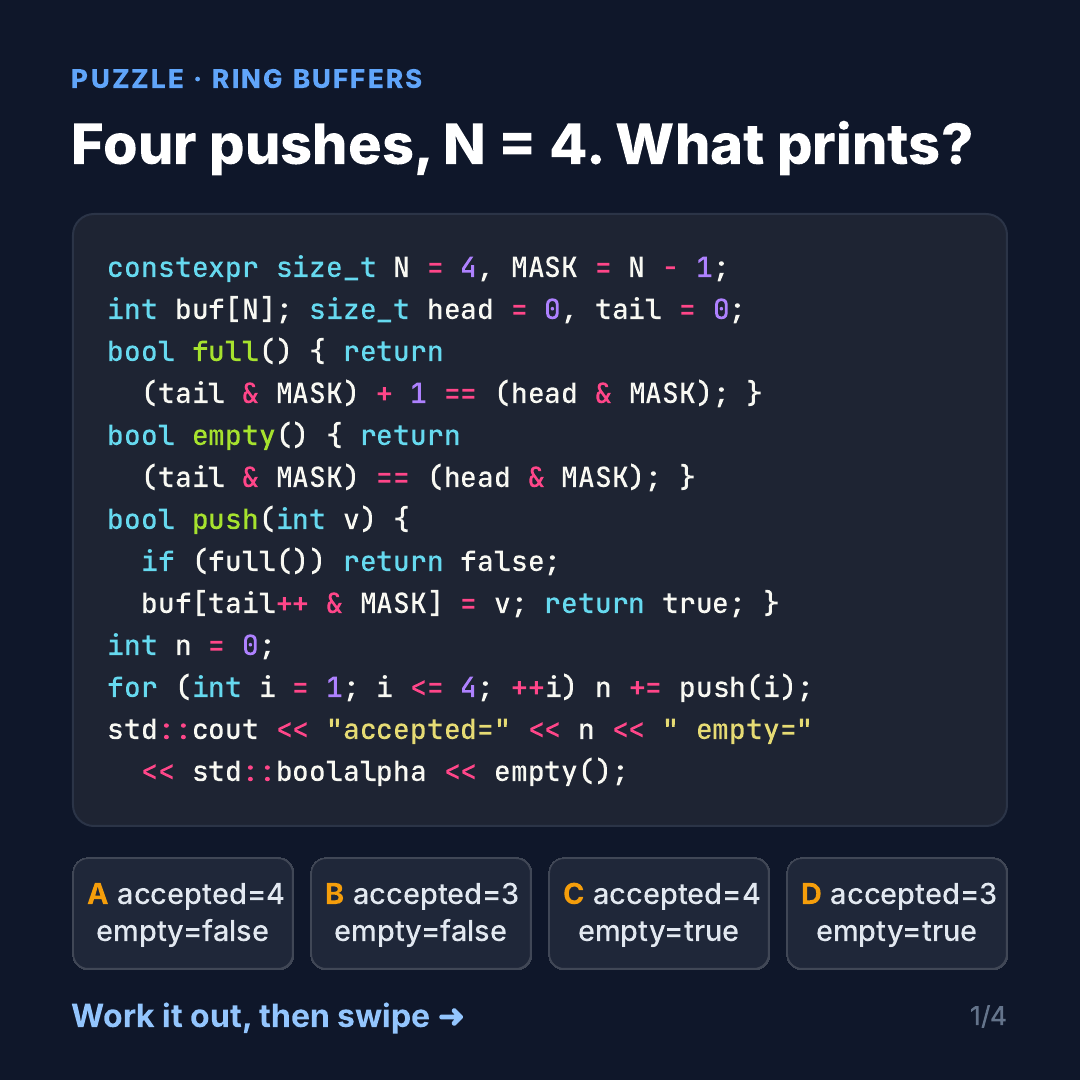 PUZZLE · RING BUFFERS
Four pushes, N = 4. What prints?
constexpr size_t N = 4, MASK = N - 1;
int buf[N]; size_t head = 0, tail = 0;
bool full() { return
  (tail & MASK) + 1 == (head & MASK); }
bool empty() { return
  (tail & MASK) == (head & MASK); }
bool push(int v) {
  if (full()) return false;
  buf[tail++ & MASK] = v; return true; }
int n = 0;
for (int i = 1; i <= 4; ++i) n += push(i);
std::cout << "accepted=" << n << " empty="
  << std::boolalpha << empty();
A accepted=4
empty=false
B accepted=3
empty=false
C accepted=4
empty=true
D accepted=3
empty=true
Work it out, then swipe ➜
1/4